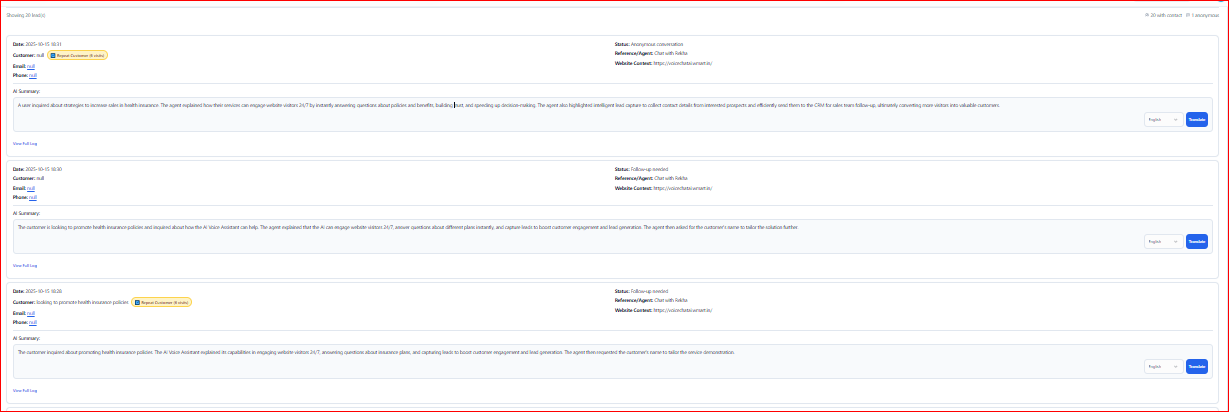 Showing 20 lead(s)
20 with contact 1 anonymous
Date: 2025-10-15 18:31
Customer: null Repeat Customer (6 visits)
Email: null
Phone: null
Status: Anonymous conversation
Reference/Agent: Chat with Rekha
Website Context: https://voicechatai.wmart.in/
AI Summary:
A user inquired about strategies to increase sales in health insurance. The agent explained how their services can engage website visitors 24/7 by instantly answering questions about policies and benefits, building trust, and speeding up decision-making. The agent also highlighted intelligent lead capture to collect contact details from interested prospects and efficiently send them to the CRM for sales team follow-up, ultimately converting more visitors into valuable customers.
English Translate
View Full Log
Date: 2025-10-15 18:30
Customer: null
Email: null
Phone: null
Status: Follow-up needed
Reference/Agent: Chat with Rekha
Website Context: https://voicechatai.wmart.in/
AI Summary:
The customer is looking to promote health insurance policies and inquired about how the AI Voice Assistant can help. The agent explained that the AI can engage website visitors 24/7, answer questions about different plans instantly, and capture leads to boost customer engagement and lead generation. The agent then asked for the customer's name to tailor the solution further.
English Translate
View Full Log
Date: 2025-10-15 18:28
Customer: looking to promote health insurance policies Repeat Customer (6 visits)
Email: null
Phone: null
Status: Follow-up needed
Reference/Agent: Chat with Rekha
Website Context: https://voicechatai.wmart.in/
AI Summary:
The customer inquired about promoting health insurance policies. The AI Voice Assistant explained its capabilities in engaging website visitors 24/7, answering questions about insurance plans, and capturing leads to boost customer engagement and lead generation. The agent then requested the customer's name to tailor the service demonstration.
English Translate
View Full Log